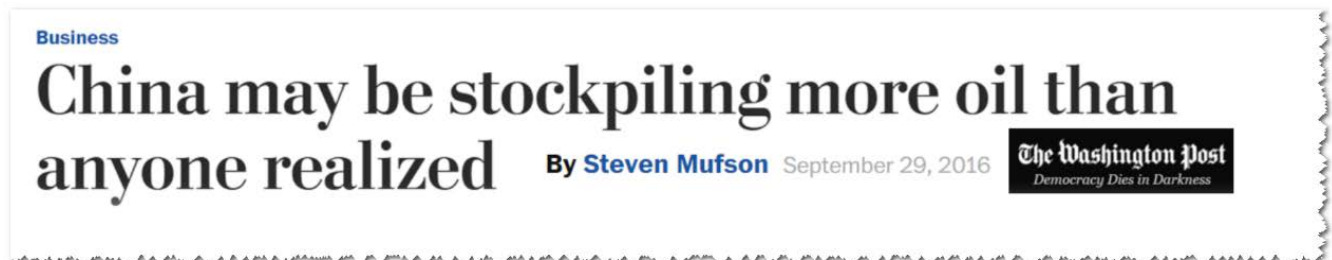 Business
China may be stockpiling more oil than
anyone realized By Steven Mufson September 29, 2016 The Washington Post
Democracy Dies in Darkness